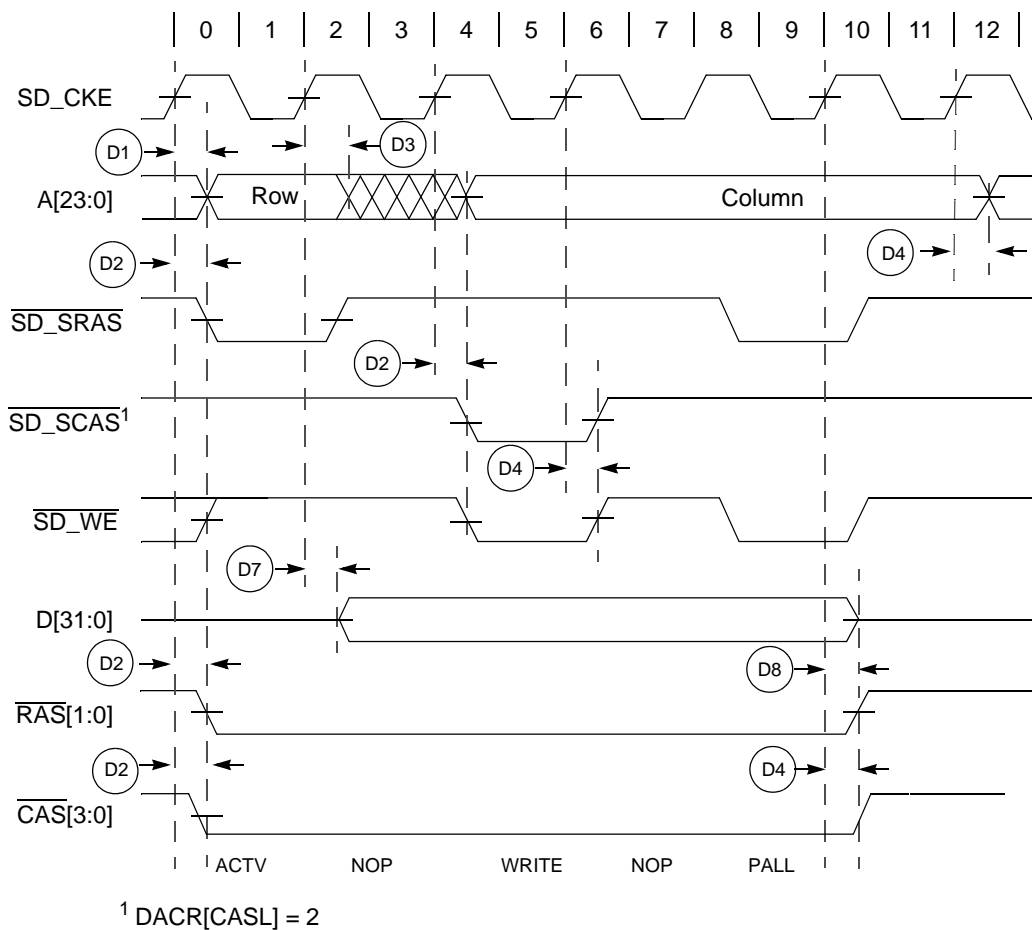 0 1 2 3 4 5 6 7 8 9 10 11 12
SD_CKE
D1
D3
A[23:0]
Row
Column
D2
D4
SD_SRAS
D2
SD_SCAS1
D4
SD_WE
D7
D[31:0]
D2
D8
RAS[1:0]
D2
D4
CAS[3:0]
ACTV NOP WRITE NOP PALL
1 DACR[CASL] = 2